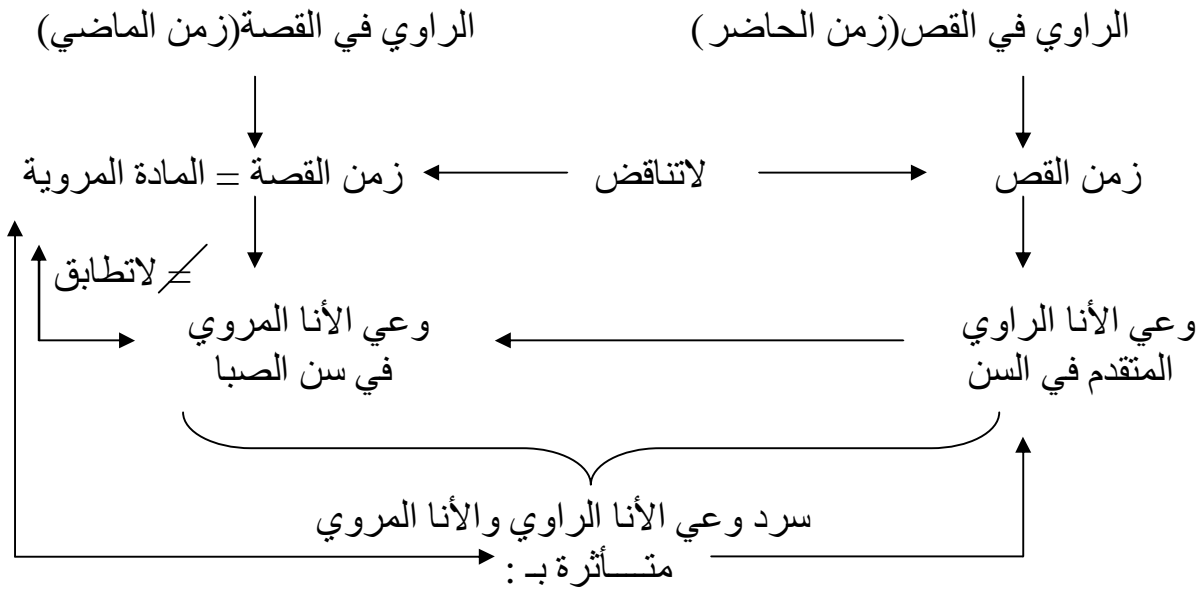 الراوي في القص(زمن الحاضر) الراوي في القصة(زمن الماضي)
زمن القص لاتناقض زمن القصة = المادة المروية
≠ لاتطابق
وعي الأنا الراوي وعي الأنا المروي
المتقدم في السن في سن الصبا
سرد وعي الأنا الراوي والأنا المروي
متـــأثرة بـ :